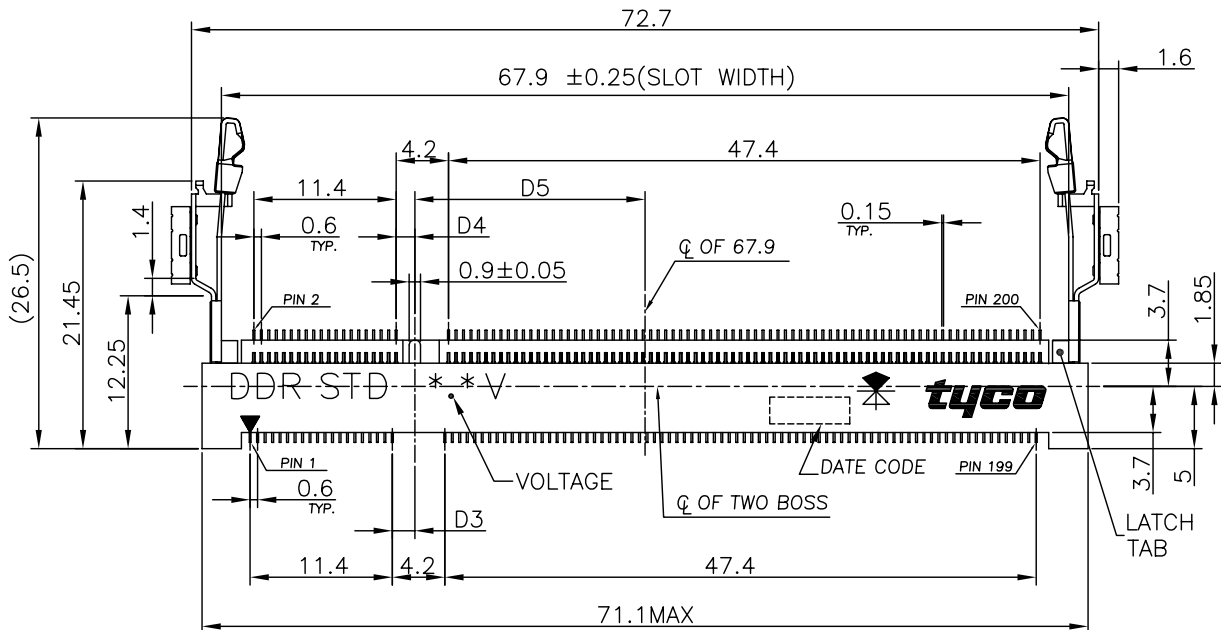 72.7
67.9 ±0.25(SLOT WIDTH)
1.6
4.2
47.4
11.4
D5
1.4
0.6
TYP.
D4
0.15
TYP.
℄ OF 67.9
0.9±0.05
(26.5)
21.45
12.25
PIN 2
PIN 200
3.7
1.85
DDR STD **V
tyco
PIN 1
VOLTAGE
DATE CODE
PIN 199
3.7
5
0.6
TYP.
℄ OF TWO BOSS
D3
LATCH
TAB
11.4
4.2
47.4
71.1MAX